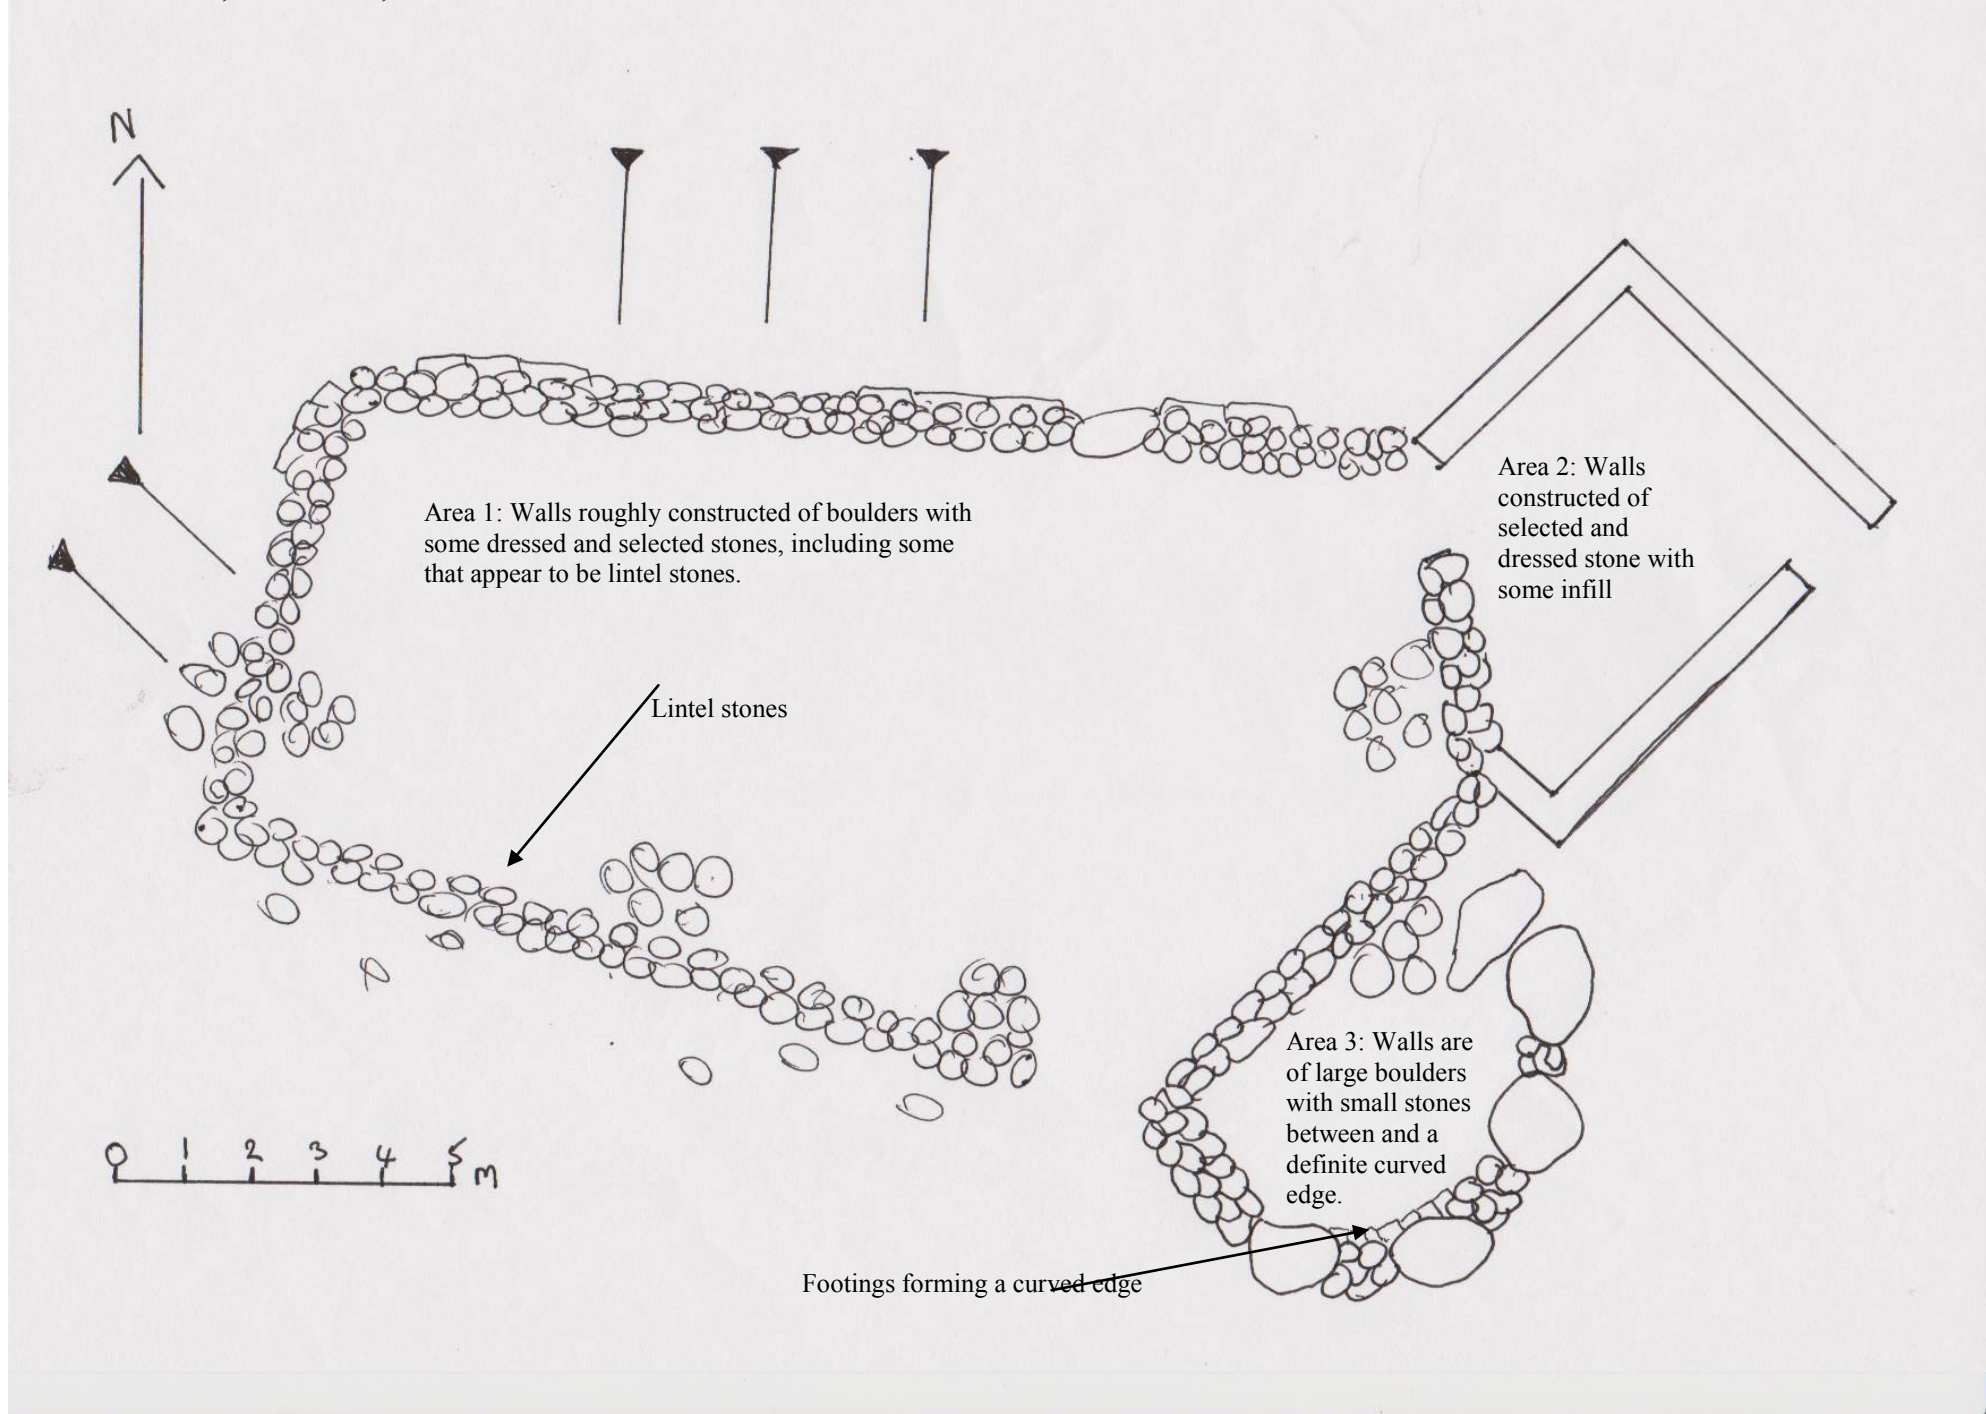 N
Area 1: Walls roughly constructed of boulders with
some dressed and selected stones, including some
that appear to be lintel stones.
Area 2: Walls
constructed of
selected and
dressed stone with
some infill
Lintel stones
Area 3: Walls are
of large boulders
with small stones
between and a
definite curved
edge.
0 1 2 3 4 5 M
Footings forming a curved edge